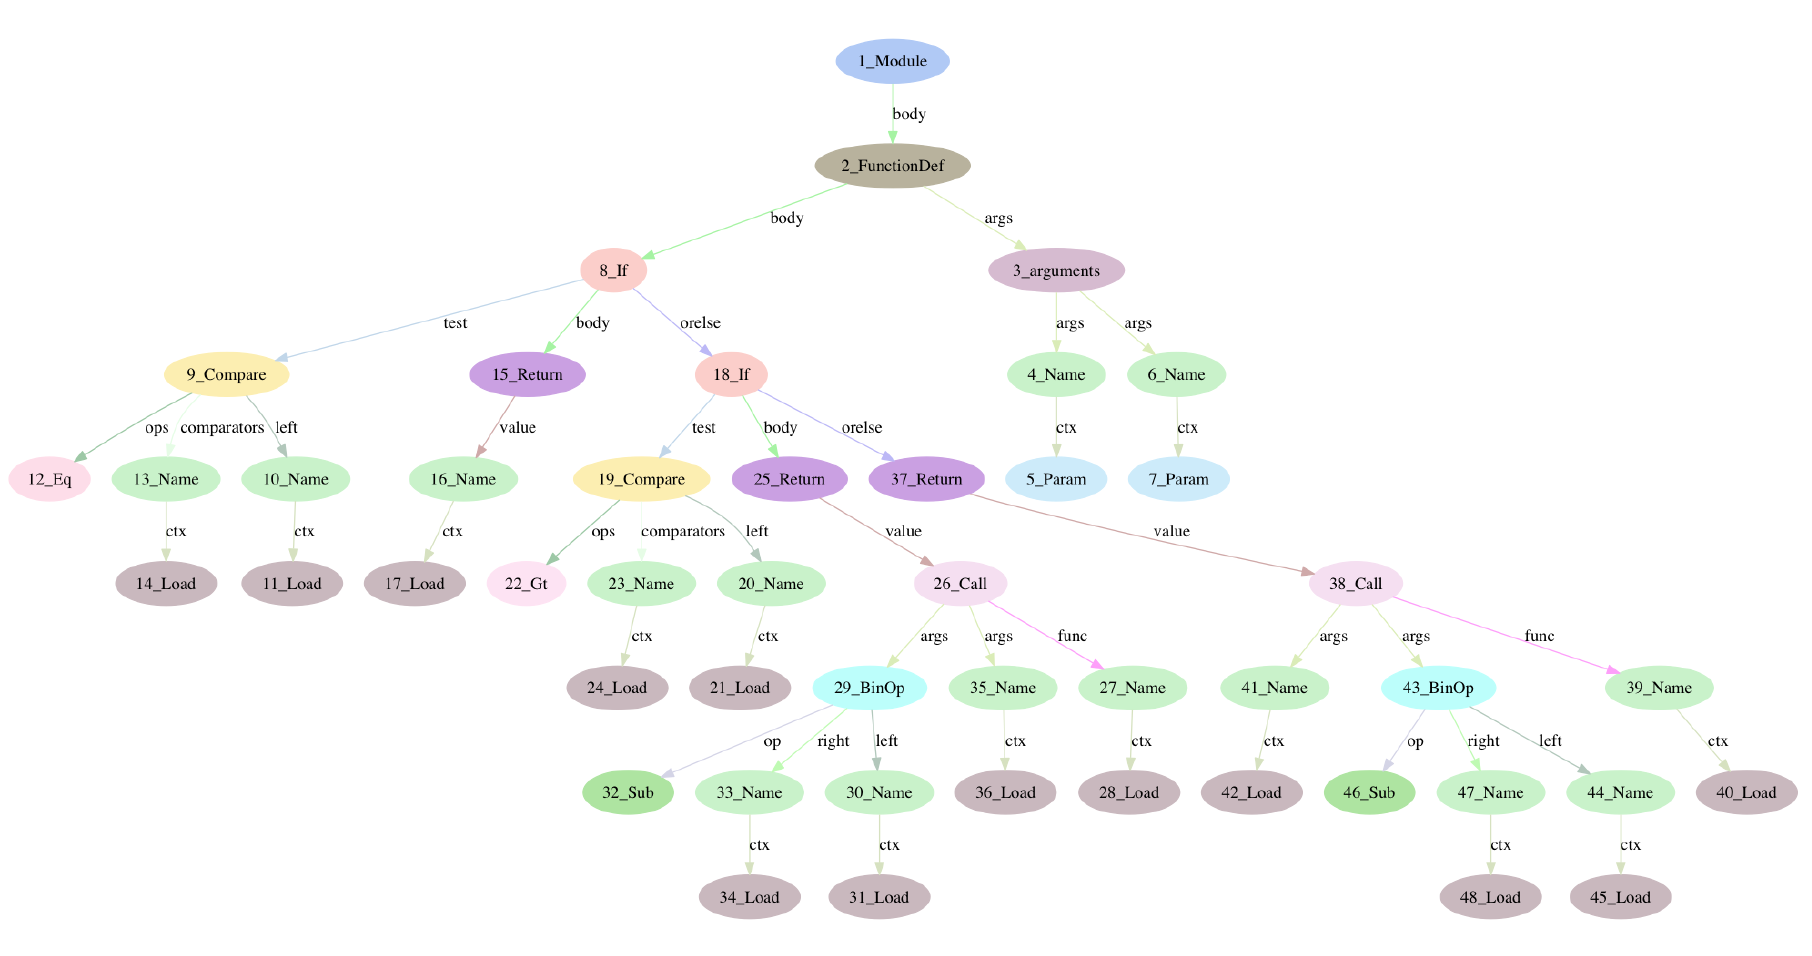 1_Module
body
2_FunctionDef
body
args
8_If
3_arguments
test
body
orelse
args
args
9_Compare
15_Return
18_If
4_Name
6_Name
ops
comparators
left
value
test
body
orelse
ctx
ctx
12_Eq
13_Name
10_Name
16_Name
19_Compare
25_Return
37_Return
5_Param
7_Param
ctx
ctx
ctx
ops
comparators
left
value
value
14_Load
11_Load
17_Load
22_Gt
23_Name
20_Name
26_Call
38_Call
ctx
ctx
args
args
func
args
args
func
24_Load
21_Load
29_BinOp
35_Name
27_Name
41_Name
43_BinOp
39_Name
op
right
left
ctx
ctx
ctx
op
right
left
ctx
32_Sub
33_Name
30_Name
36_Load
28_Load
42_Load
46_Sub
47_Name
44_Name
40_Load
ctx
ctx
ctx
ctx
34_Load
31_Load
48_Load
45_Load